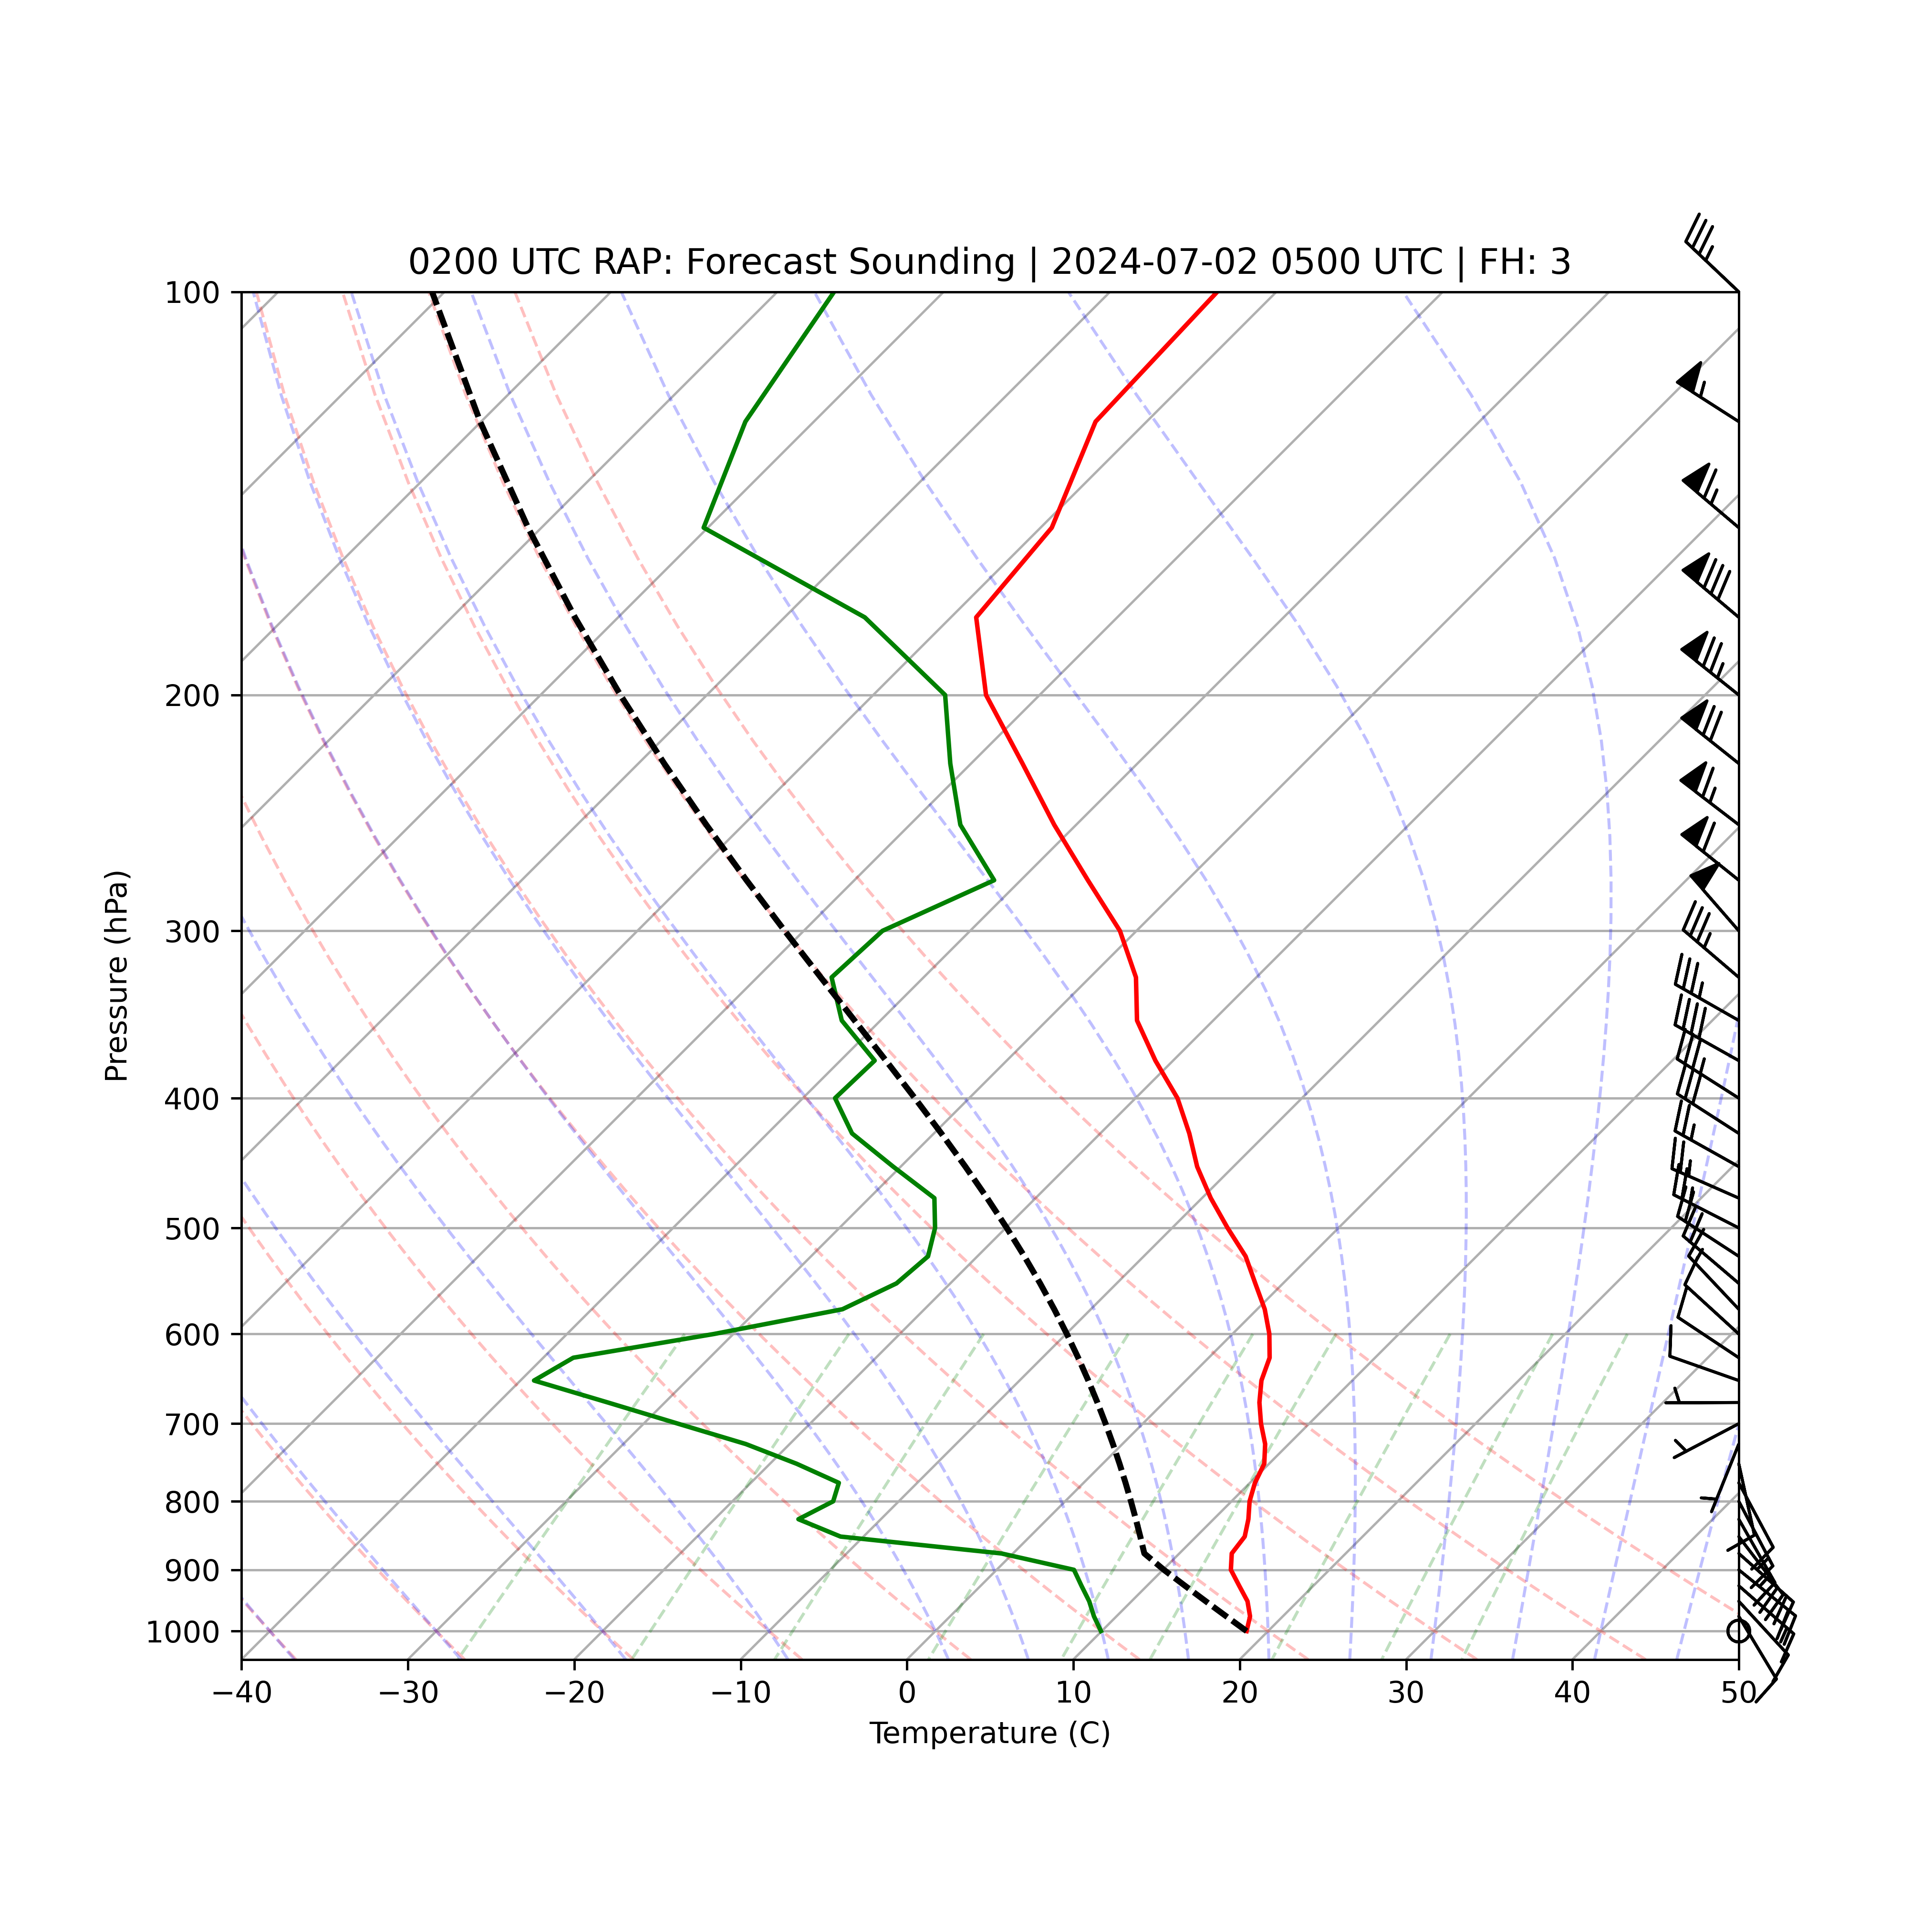 0200 UTC RAP: Forecast Sounding | 2024-07-02 0500 UTC | FH: 3
100
200
300
400
500
600
700
800
900
1000
Pressure (hPa)
−40 −30 −20 −10 0 10 20 30 40 50
Temperature (C)